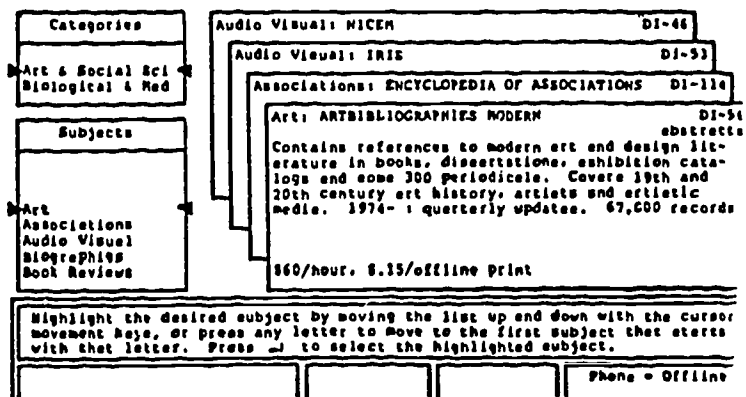 Categories
Art & Social Sci
Biological & Med
Subjects
Art
Associations
Audio Visual
Biographies
Book Reviews
Audio Visual: NICEM DI-46
Audio Visual: IRIS DI-53
Associations: ENCYCLOPEDIA OF ASSOCIATIONS DI-114
Art: ARTBIBLIOGRAPHIES MODERN DI-54
abstracts
Contains references to modern art and design lit-
erature in books, dissertations, exhibition cata-
logs and some 300 periodicals. Covers 19th and
20th century art history, artists and artistic
media. 1974- : quarterly updates. 67,600 records
$60/hour, $.15/offline print
Highlight the desired subject by moving the list up and down with the cursor
movement keys, or press any letter to move to the first subject that starts
with that letter. Press ↵ to select the highlighted subject.
Phone = Offline